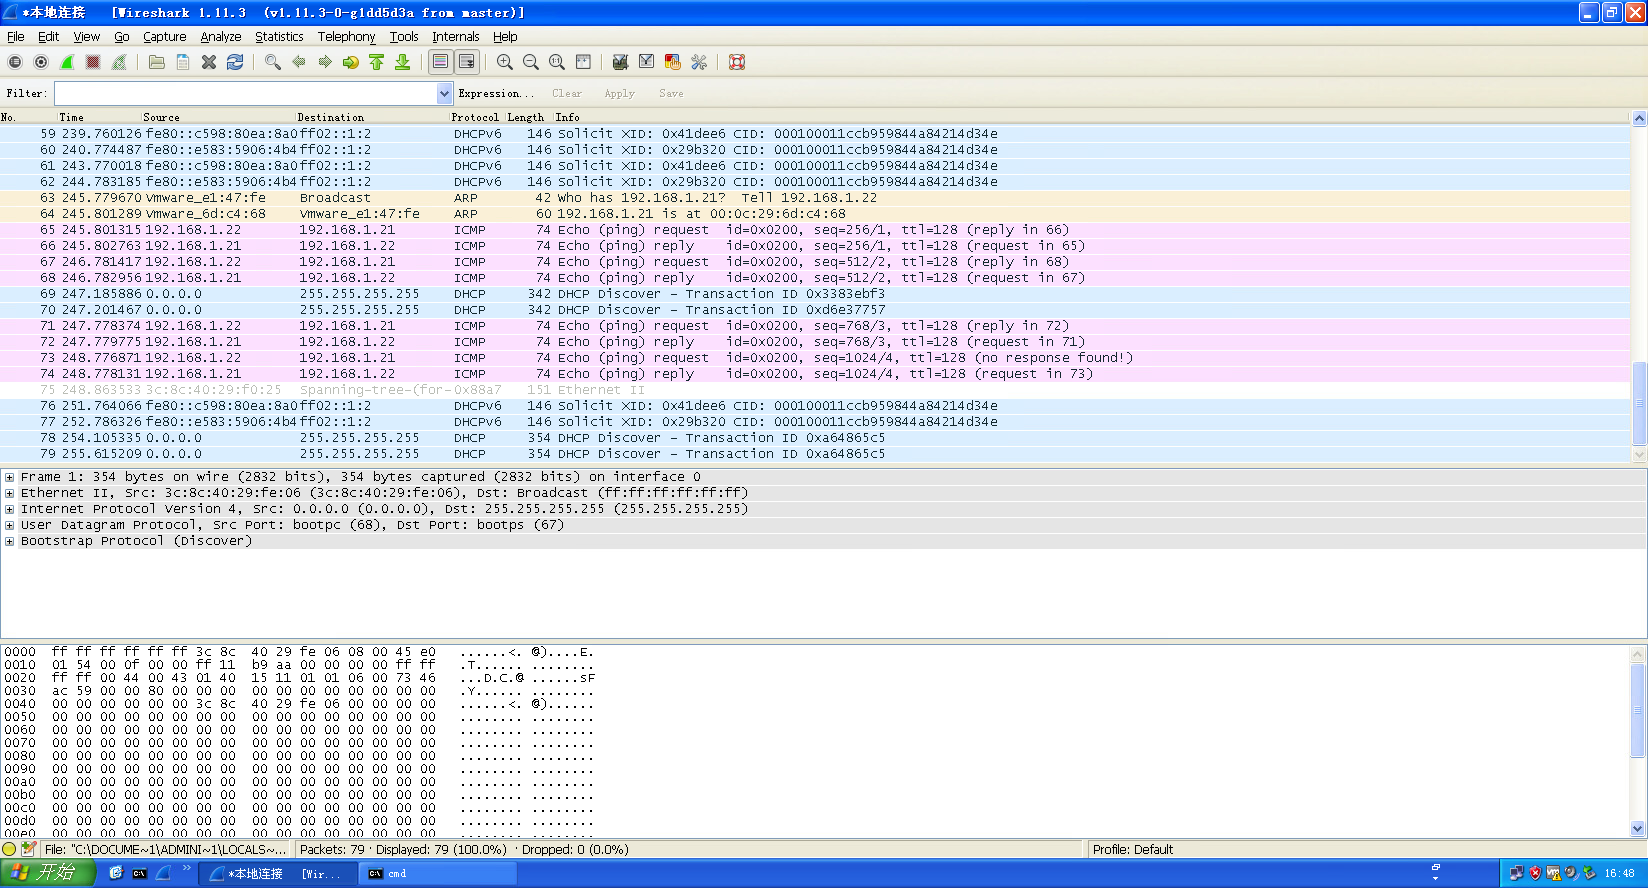 *本地连接   [Wireshark 1.11.3  (v1.11.3-0-g1dd5d3a from master)]
File Edit View Go Capture Analyze Statistics Telephony Tools Internals Help
Filter: Expression... Clear Apply Save
No. Time Source Destination Protocol Length Info
59 239.760126 fe80::c598:80ea:8a0 ff02::1:2 DHCPv6 146 Solicit XID: 0x41dee6 CID: 000100011ccb959844a84214d34e
60 240.774487 fe80::e583:5906:4b4 ff02::1:2 DHCPv6 146 Solicit XID: 0x29b320 CID: 000100011ccb959844a84214d34e
61 243.770018 fe80::c598:80ea:8a0 ff02::1:2 DHCPv6 146 Solicit XID: 0x41dee6 CID: 000100011ccb959844a84214d34e
62 244.783185 fe80::e583:5906:4b4 ff02::1:2 DHCPv6 146 Solicit XID: 0x29b320 CID: 000100011ccb959844a84214d34e
63 245.779670 Vmware_e1:47:fe Broadcast ARP 42 Who has 192.168.1.21?  Tell 192.168.1.22
64 245.801289 Vmware_6d:c4:68 Vmware_e1:47:fe ARP 60 192.168.1.21 is at 00:0c:29:6d:c4:68
65 245.801315 192.168.1.22 192.168.1.21 ICMP 74 Echo (ping) request  id=0x0200, seq=256/1, ttl=128 (reply in 66)
66 245.802763 192.168.1.21 192.168.1.22 ICMP 74 Echo (ping) reply    id=0x0200, seq=256/1, ttl=128 (request in 65)
67 246.781417 192.168.1.22 192.168.1.21 ICMP 74 Echo (ping) request  id=0x0200, seq=512/2, ttl=128 (reply in 68)
68 246.782956 192.168.1.21 192.168.1.22 ICMP 74 Echo (ping) reply    id=0x0200, seq=512/2, ttl=128 (request in 67)
69 247.185886 0.0.0.0 255.255.255.255 DHCP 342 DHCP Discover - Transaction ID 0x3383ebf3
70 247.201467 0.0.0.0 255.255.255.255 DHCP 342 DHCP Discover - Transaction ID 0xd6e37757
71 247.778374 192.168.1.22 192.168.1.21 ICMP 74 Echo (ping) request  id=0x0200, seq=768/3, ttl=128 (reply in 72)
72 247.779775 192.168.1.21 192.168.1.22 ICMP 74 Echo (ping) reply    id=0x0200, seq=768/3, ttl=128 (request in 71)
73 248.776871 192.168.1.22 192.168.1.21 ICMP 74 Echo (ping) request  id=0x0200, seq=1024/4, ttl=128 (no response found!)
74 248.778131 192.168.1.21 192.168.1.22 ICMP 74 Echo (ping) reply    id=0x0200, seq=1024/4, ttl=128 (request in 73)
75 248.863533 3c:8c:40:29:f0:25 Spanning-tree-(for- 0x88a7 151 Ethernet II
76 251.764066 fe80::c598:80ea:8a0 ff02::1:2 DHCPv6 146 Solicit XID: 0x41dee6 CID: 000100011ccb959844a84214d34e
77 252.786326 fe80::e583:5906:4b4 ff02::1:2 DHCPv6 146 Solicit XID: 0x29b320 CID: 000100011ccb959844a84214d34e
78 254.105335 0.0.0.0 255.255.255.255 DHCP 354 DHCP Discover - Transaction ID 0xa64865c5
79 255.615209 0.0.0.0 255.255.255.255 DHCP 354 DHCP Discover - Transaction ID 0xa64865c5
Frame 1: 354 bytes on wire (2832 bits), 354 bytes captured (2832 bits) on interface 0
Ethernet II, Src: 3c:8c:40:29:fe:06 (3c:8c:40:29:fe:06), Dst: Broadcast (ff:ff:ff:ff:ff:ff)
Internet Protocol Version 4, Src: 0.0.0.0 (0.0.0.0), Dst: 255.255.255.255 (255.255.255.255)
User Datagram Protocol, Src Port: bootpc (68), Dst Port: bootps (67)
Bootstrap Protocol (Discover)
0000  ff ff ff ff ff ff 3c 8c  40 29 fe 06 08 00 45 e0   ......<. @)....E.
0010  01 54 00 0f 00 00 ff 11  b9 aa 00 00 00 00 ff ff   .T...... ........
0020  ff ff 00 44 00 43 01 40  15 11 01 01 06 00 73 46   ...D.C.@ ......sF
0030  ac 59 00 00 80 00 00 00  00 00 00 00 00 00 00 00   .Y...... ........
0040  00 00 00 00 00 00 3c 8c  40 29 fe 06 00 00 00 00   ......<. @)......
0050  00 00 00 00 00 00 00 00  00 00 00 00 00 00 00 00   ........ ........
0060  00 00 00 00 00 00 00 00  00 00 00 00 00 00 00 00   ........ ........
0070  00 00 00 00 00 00 00 00  00 00 00 00 00 00 00 00   ........ ........
0080  00 00 00 00 00 00 00 00  00 00 00 00 00 00 00 00   ........ ........
0090  00 00 00 00 00 00 00 00  00 00 00 00 00 00 00 00   ........ ........
00a0  00 00 00 00 00 00 00 00  00 00 00 00 00 00 00 00   ........ ........
00b0  00 00 00 00 00 00 00 00  00 00 00 00 00 00 00 00   ........ ........
00c0  00 00 00 00 00 00 00 00  00 00 00 00 00 00 00 00   ........ ........
00d0  00 00 00 00 00 00 00 00  00 00 00 00 00 00 00 00   ........ ........
00e0  00 00 00 00 00 00 00 00  00 00 00 00 00 00 00 00   ........ ........
File: "C:\DOCUME~1\ADMINI~1\LOCALS~... Packets: 79 · Displayed: 79 (100.0%) · Dropped: 0 (0.0%) Profile: Default
开始 *本地连接   [Wir... cmd 16:48